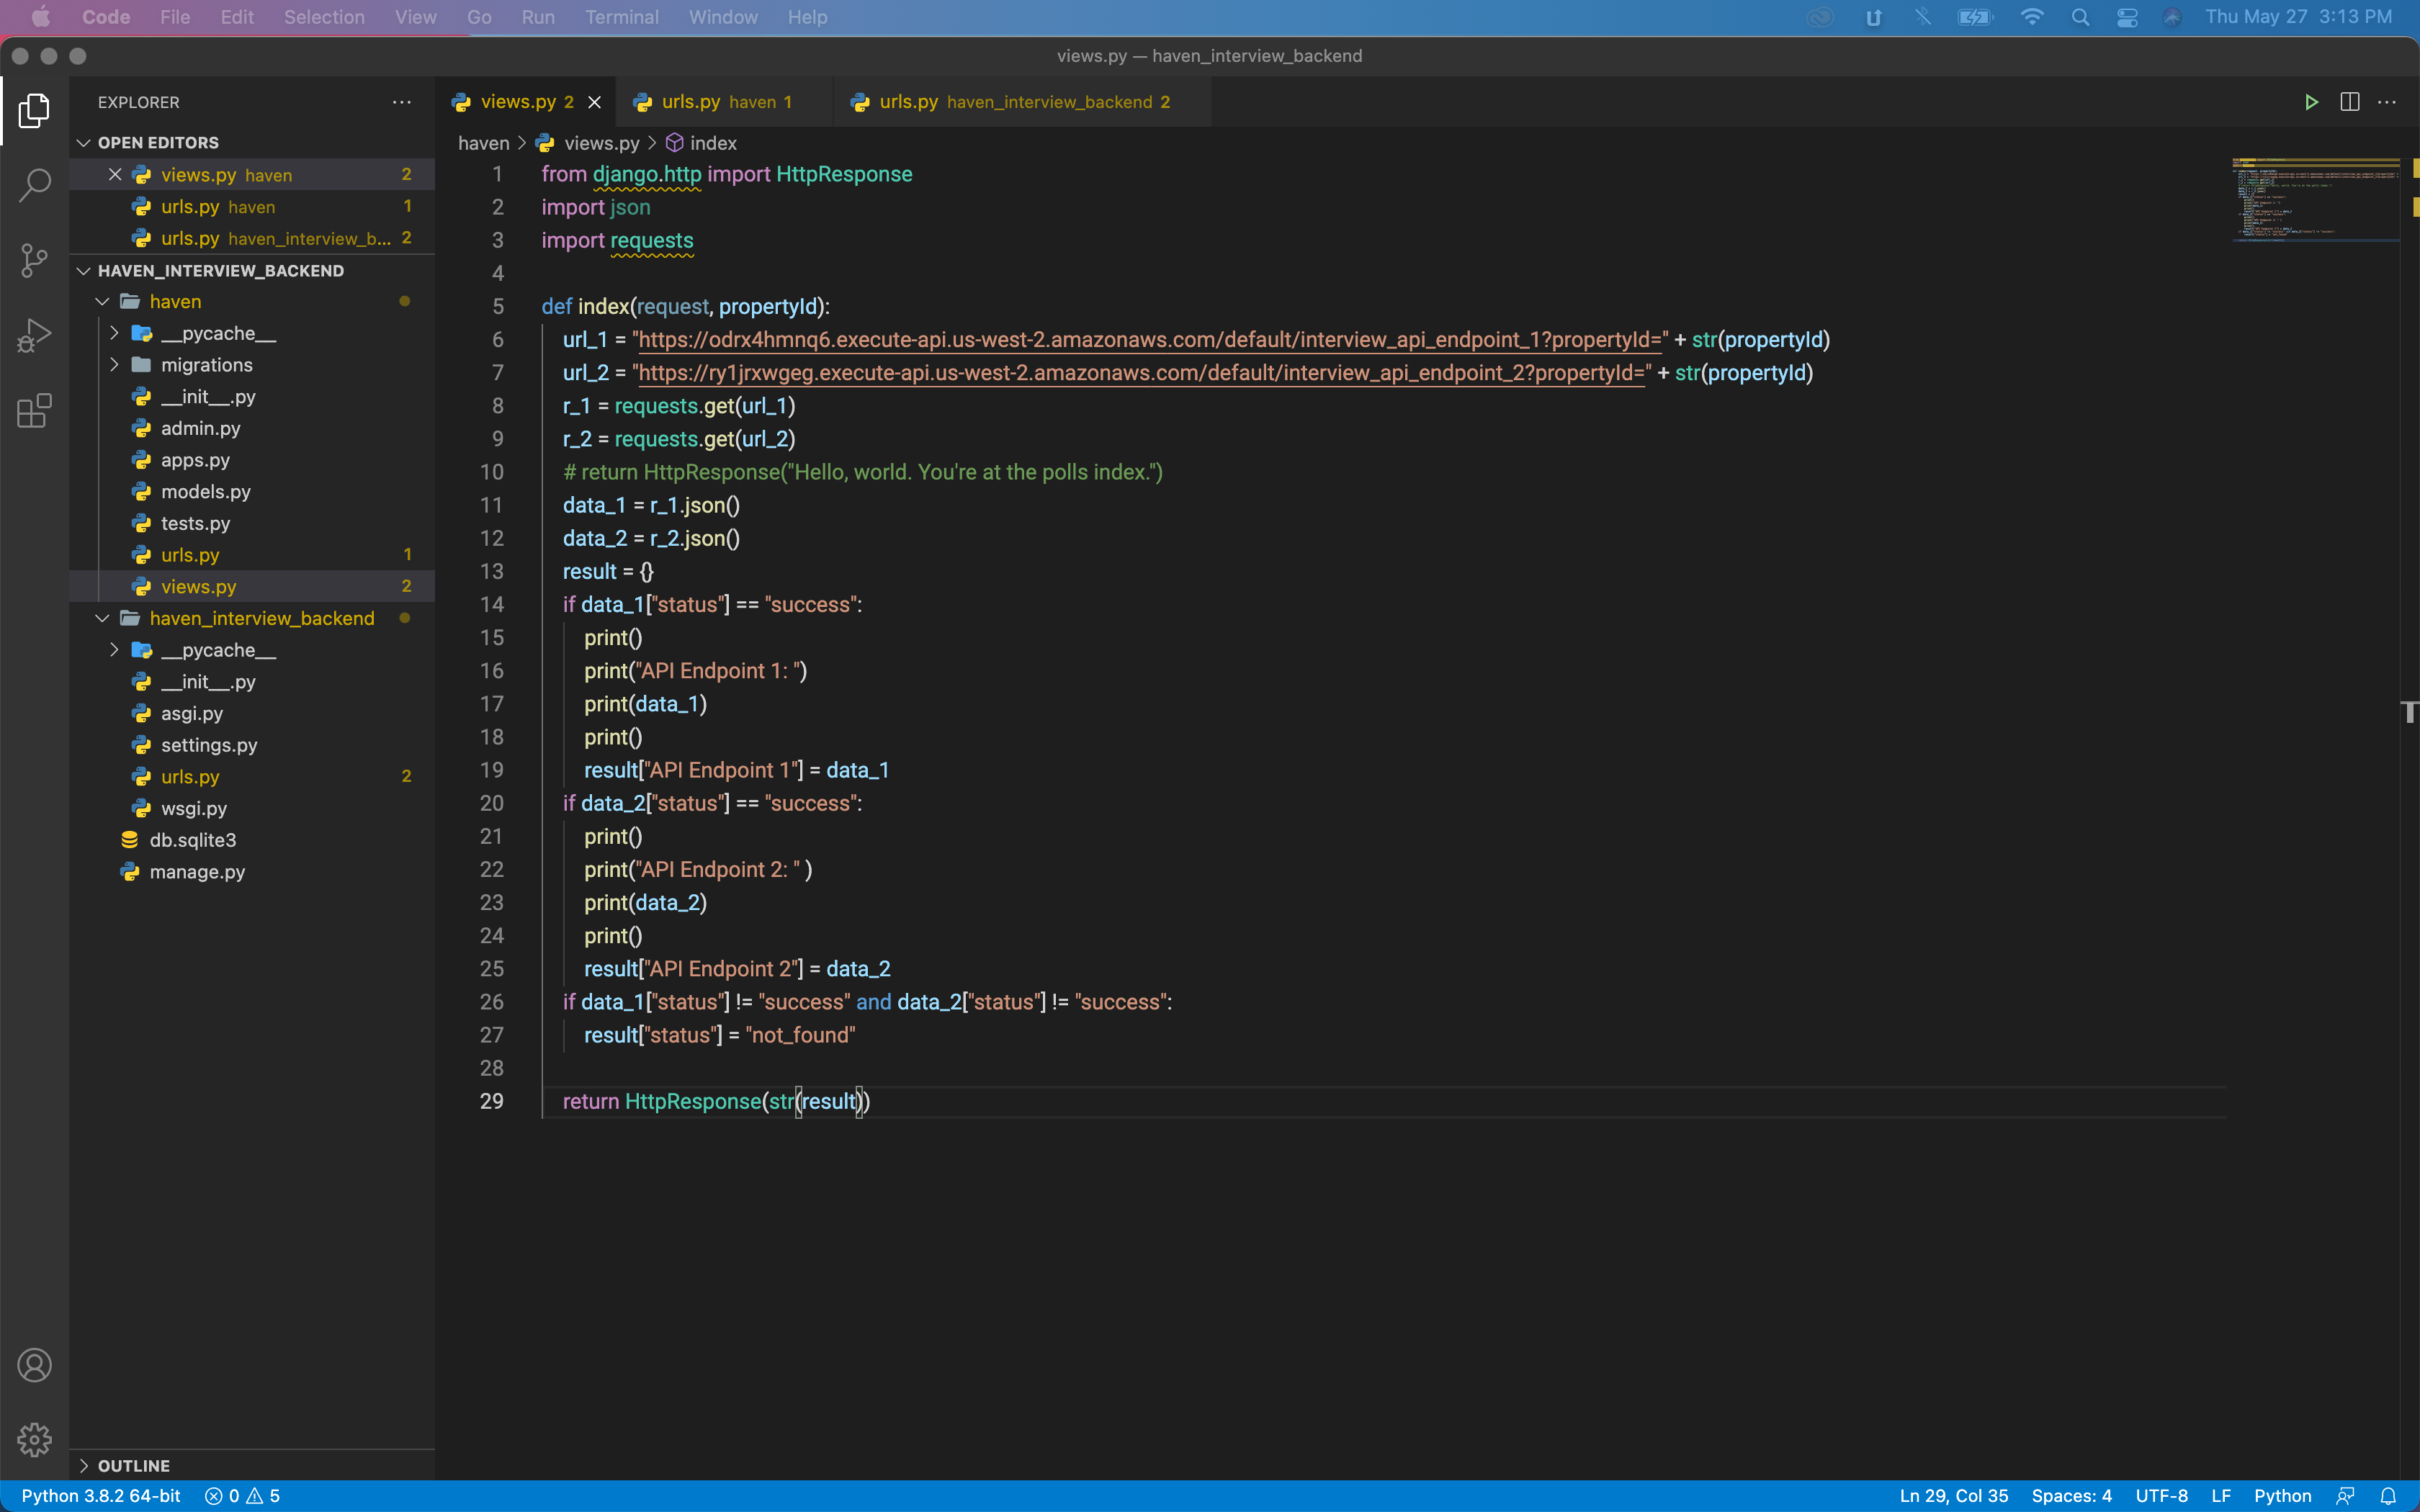 Code File Edit Selection View Go Run Terminal Window Help Thu May 27 3:13 PM
views.py — haven_interview_backend
EXPLORER
OPEN EDITORS
views.py haven 2
urls.py haven 1
urls.py haven_interview_b... 2
HAVEN_INTERVIEW_BACKEND
haven
__pycache__
migrations
__init__.py
admin.py
apps.py
models.py
tests.py
urls.py 1
views.py 2
haven_interview_backend
__pycache__
__init__.py
asgi.py
settings.py
urls.py 2
wsgi.py
db.sqlite3
manage.py
OUTLINE
views.py 2 urls.py haven 1 urls.py haven_interview_backend 2
haven > views.py > index
1 from django.http import HttpResponse
2 import json
3 import requests
4
5 def index(request, propertyId):
6 url_1 = "https://odrx4hmnq6.execute-api.us-west-2.amazonaws.com/default/interview_api_endpoint_1?propertyId=" + str(propertyId)
7 url_2 = "https://ry1jrxwgeg.execute-api.us-west-2.amazonaws.com/default/interview_api_endpoint_2?propertyId=" + str(propertyId)
8 r_1 = requests.get(url_1)
9 r_2 = requests.get(url_2)
10 # return HttpResponse("Hello, world. You're at the polls index.")
11 data_1 = r_1.json()
12 data_2 = r_2.json()
13 result = {}
14 if data_1["status"] == "success":
15 print()
16 print("API Endpoint 1: ")
17 print(data_1)
18 print()
19 result["API Endpoint 1"] = data_1
20 if data_2["status"] == "success":
21 print()
22 print("API Endpoint 2: " )
23 print(data_2)
24 print()
25 result["API Endpoint 2"] = data_2
26 if data_1["status"] != "success" and data_2["status"] != "success":
27 result["status"] = "not_found"
28
29 return HttpResponse(str(result))
Python 3.8.2 64-bit 0 5 Ln 29, Col 35 Spaces: 4 UTF-8 LF Python